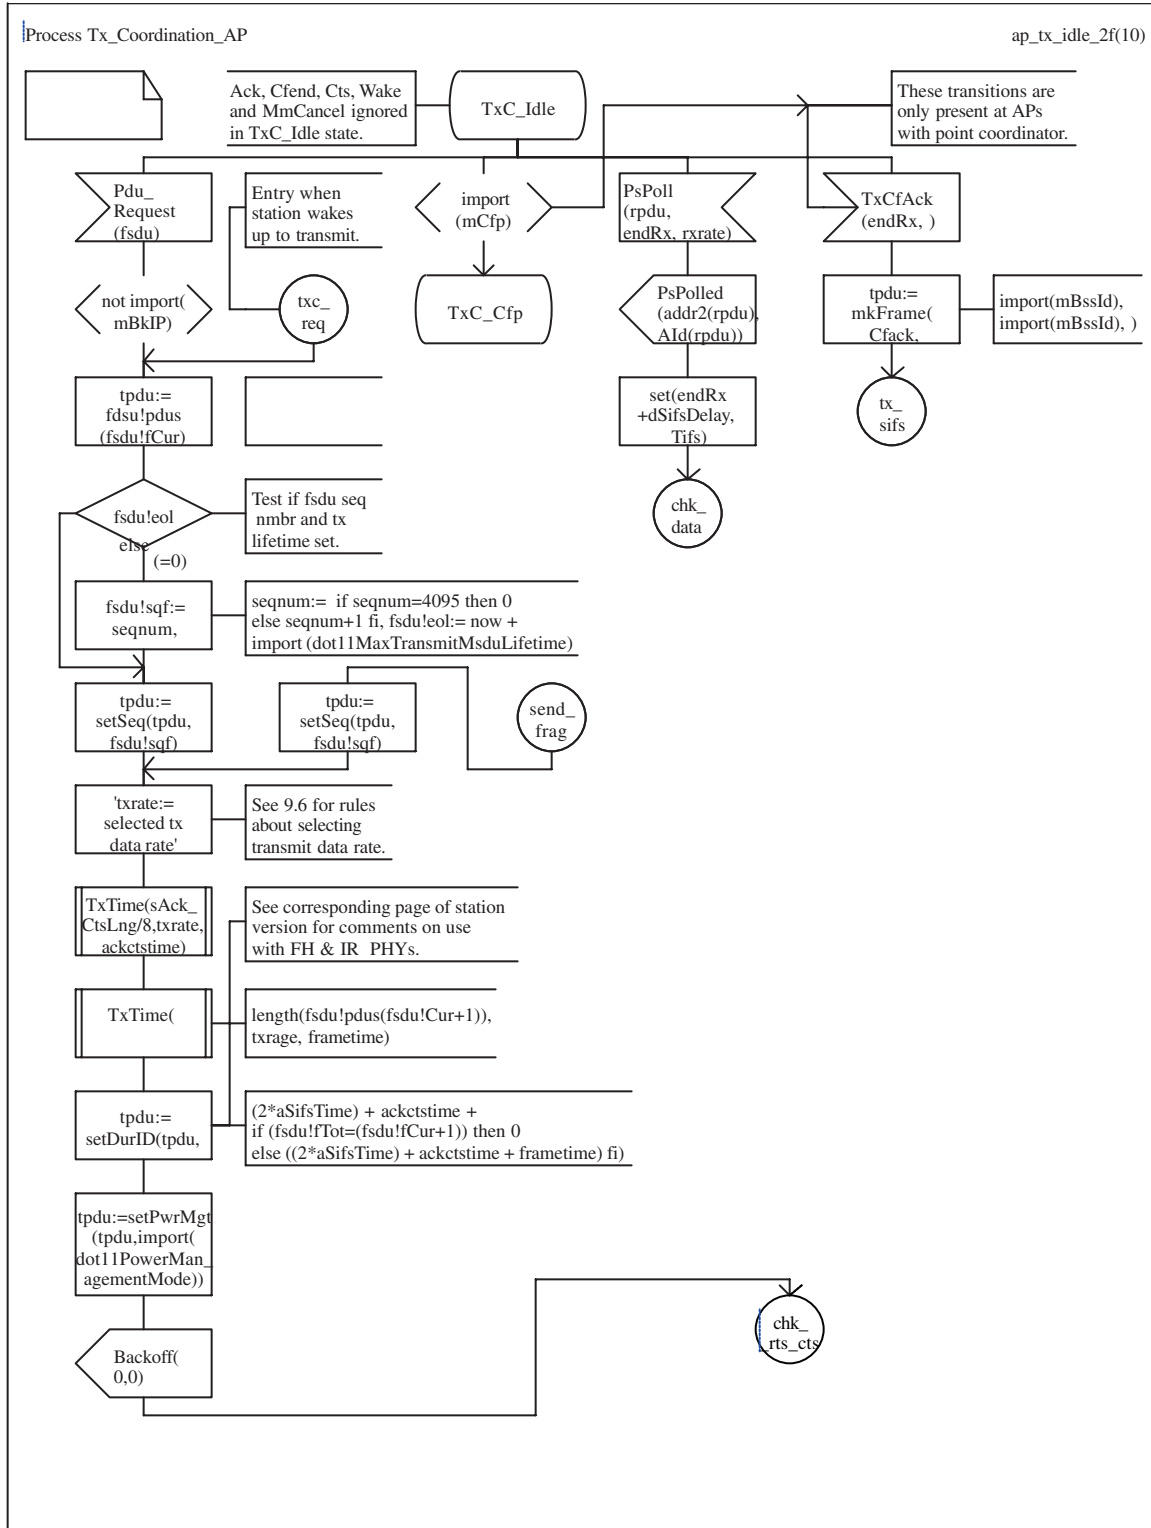 Process Tx_Coordination_AP
ap_tx_idle_2f(10)
Ack, Cfend, Cts, Wake
and MmCancel ignored
in TxC_Idle state.
TxC_Idle
These transitions are
only present at APs
with point coordinator.
Pdu_
Request
(fsdu)
Entry when
station wakes
up to transmit.
import
(mCfp)
PsPoll
(rpdu,
endRx, rxrate)
TxCfAck
(endRx, )
not import(
mBkIP)
txc_
req
TxC_Cfp
PsPolled
(addr2(rpdu),
AId(rpdu))
tpdu:=
mkFrame(
Cfack,
import(mBssId),
import(mBssId), )
tpdu:=
fdsu!pdus
(fsdu!fCur)
set(endRx
+dSifsDelay,
Tifs)
tx_
sifs
fsdu!eol
else
(=0)
Test if fsdu seq
nmbr and tx
lifetime set.
chk_
data
fsdu!sqf:=
seqnum,
seqnum:= if seqnum=4095 then 0
else seqnum+1 fi, fsdu!eol:= now +
import (dot11MaxTransmitMsduLifetime)
tpdu:=
setSeq(tpdu,
fsdu!sqf)
tpdu:=
setSeq(tpdu,
fsdu!sqf)
send_
frag
'txrate:=
selected tx
data rate'
See 9.6 for rules
about selecting
transmit data rate.
TxTime(sAck_
CtsLng/8,txrate,
ackctstime)
See corresponding page of station
version for comments on use
with FH & IR PHYs.
TxTime(
length(fsdu!pdus(fsdu!Cur+1)),
txrage, frametime)
tpdu:=
setDurID(tpdu,
(2*aSifsTime) + ackctstime +
if (fsdu!fTot=(fsdu!fCur+1)) then 0
else ((2*aSifsTime) + ackctstime + frametime) fi)
tpdu:=setPwrMgt
(tpdu,import(
dot11PowerMan_
agementMode))
chk_
_rts_cts
Backoff(
0,0)